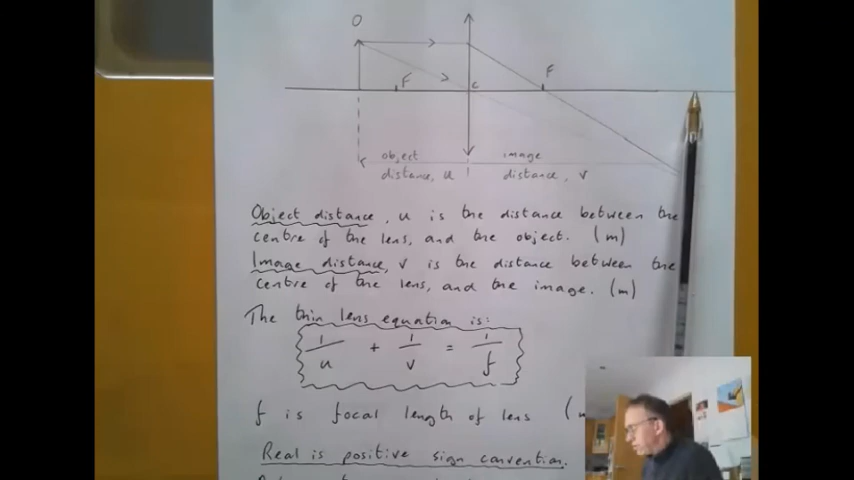 O
F
c
F
object
distance, u
image
distance, v
Object distance, u is the distance between the
centre of the lens, and the object. (m)
Image distance, v is the distance between the
centre of the lens, and the image. (m)
The thin lens equation is:
1/u + 1/v = 1/f
f is focal length of lens (m
Real is positive sign convention.